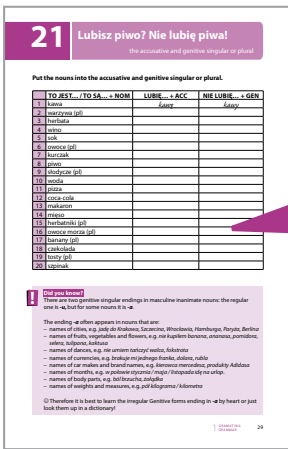 21
Lubisz piwo? Nie lubię piwa!
the accusative and genitive singular or plural
Put the nouns into the accusative and genitive singular or plural.
TO JEST… / TO SĄ… + NOM LUBIĘ… + ACC NIE LUBIĘ… + GEN
1 kawa kawę kawy
2 warzywa (pl)
3 herbata
4 wino
5 sok
6 owoce (pl)
7 kurczak
8 piwo
9 słodycze (pl)
10 woda
11 pizza
12 coca-cola
13 makaron
14 mięso
15 herbatniki (pl)
16 owoce morza (pl)
17 banany (pl)
18 czekolada
19 tosty (pl)
20 szpinak
!
Did you know?
There are two genitive singular endings in masculine inanimate nouns: the regular
one is -u, but for some nouns it is -a.
The ending -a often appears in nouns that are:
– names of cities, e.g. jadę do Krakowa, Szczecina, Wrocławia, Hamburga, Paryża, Berlina
– names of fruits, vegetables and flowers, e.g. nie kupiłem banana, ananasa, pomidora,
selera, tulipana, kaktusa
– names of dances, e.g. nie umiem tańczyć walca, fokstrota
– names of currencies, e.g. brakuje mi jednego franka, dolara, rubla
– names of car makes and brand names, e.g. kierowca mercedesa, produkty Adidasa
– names of months, e.g. w połowie stycznia / maja / listopada idę na urlop.
– names of body parts, e.g. ból brzucha, żołądka
– names of weights and measures, e.g. pół kilograma / kilometra
☺ Therefore it is best to learn the irregular Genitive forms ending in -a by heart or just
look them up in a dictionary!
GRAMATYKA
GRAMMAR
29